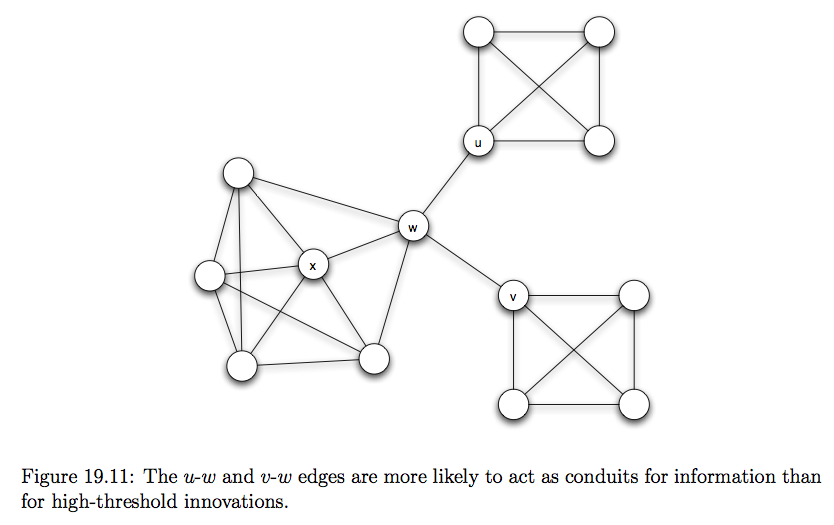 u
w
x
v
Figure 19.11: The u-w and v-w edges are more likely to act as conduits for information than
for high-threshold innovations.